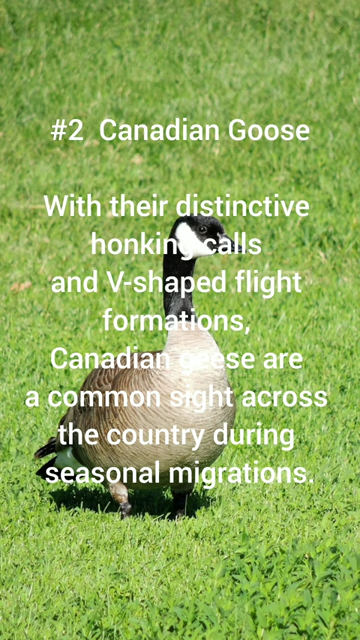 #2  Canadian Goose
With their distinctive
honking calls
and V-shaped flight
formations,
Canadian geese are
a common sight across
the country during
seasonal migrations.